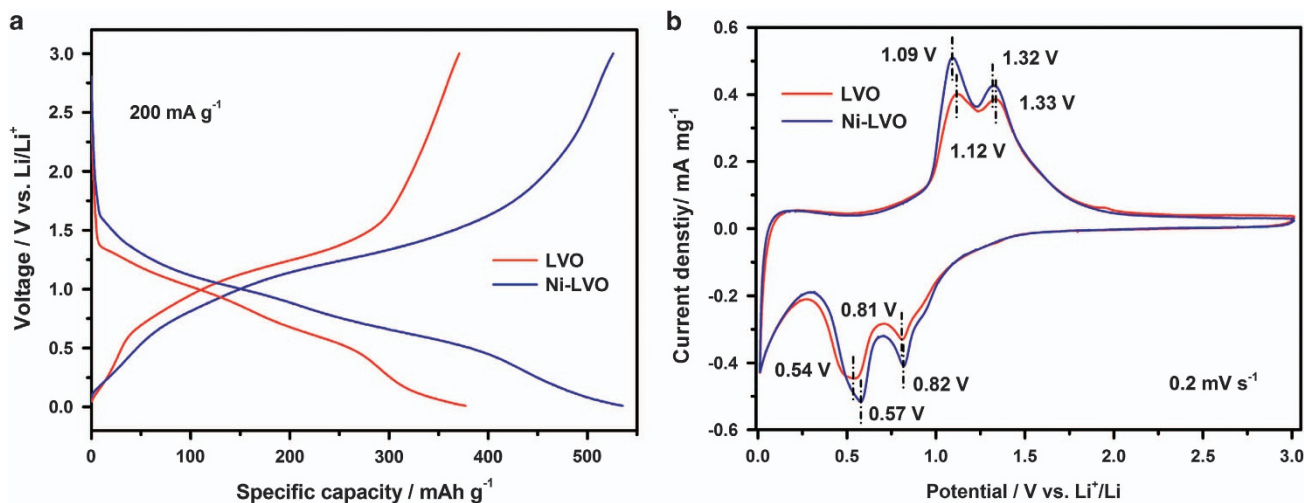 a
3.0
2.5
2.0
1.5
1.0
0.5
0.0
Voltage / V vs. Li/Li⁺
200 mA g⁻¹
LVO
Ni-LVO
0 100 200 300 400 500
Specific capacity / mAh g⁻¹
b
0.6
0.4
0.2
0.0
-0.2
-0.4
-0.6
Current denstiy/ mA mg⁻¹
1.09 V
1.32 V
LVO
Ni-LVO
1.33 V
1.12 V
0.81 V
0.54 V
0.82 V
0.57 V
0.2 mV s⁻¹
0.0 0.5 1.0 1.5 2.0 2.5 3.0
Potential / V vs. Li⁺/Li